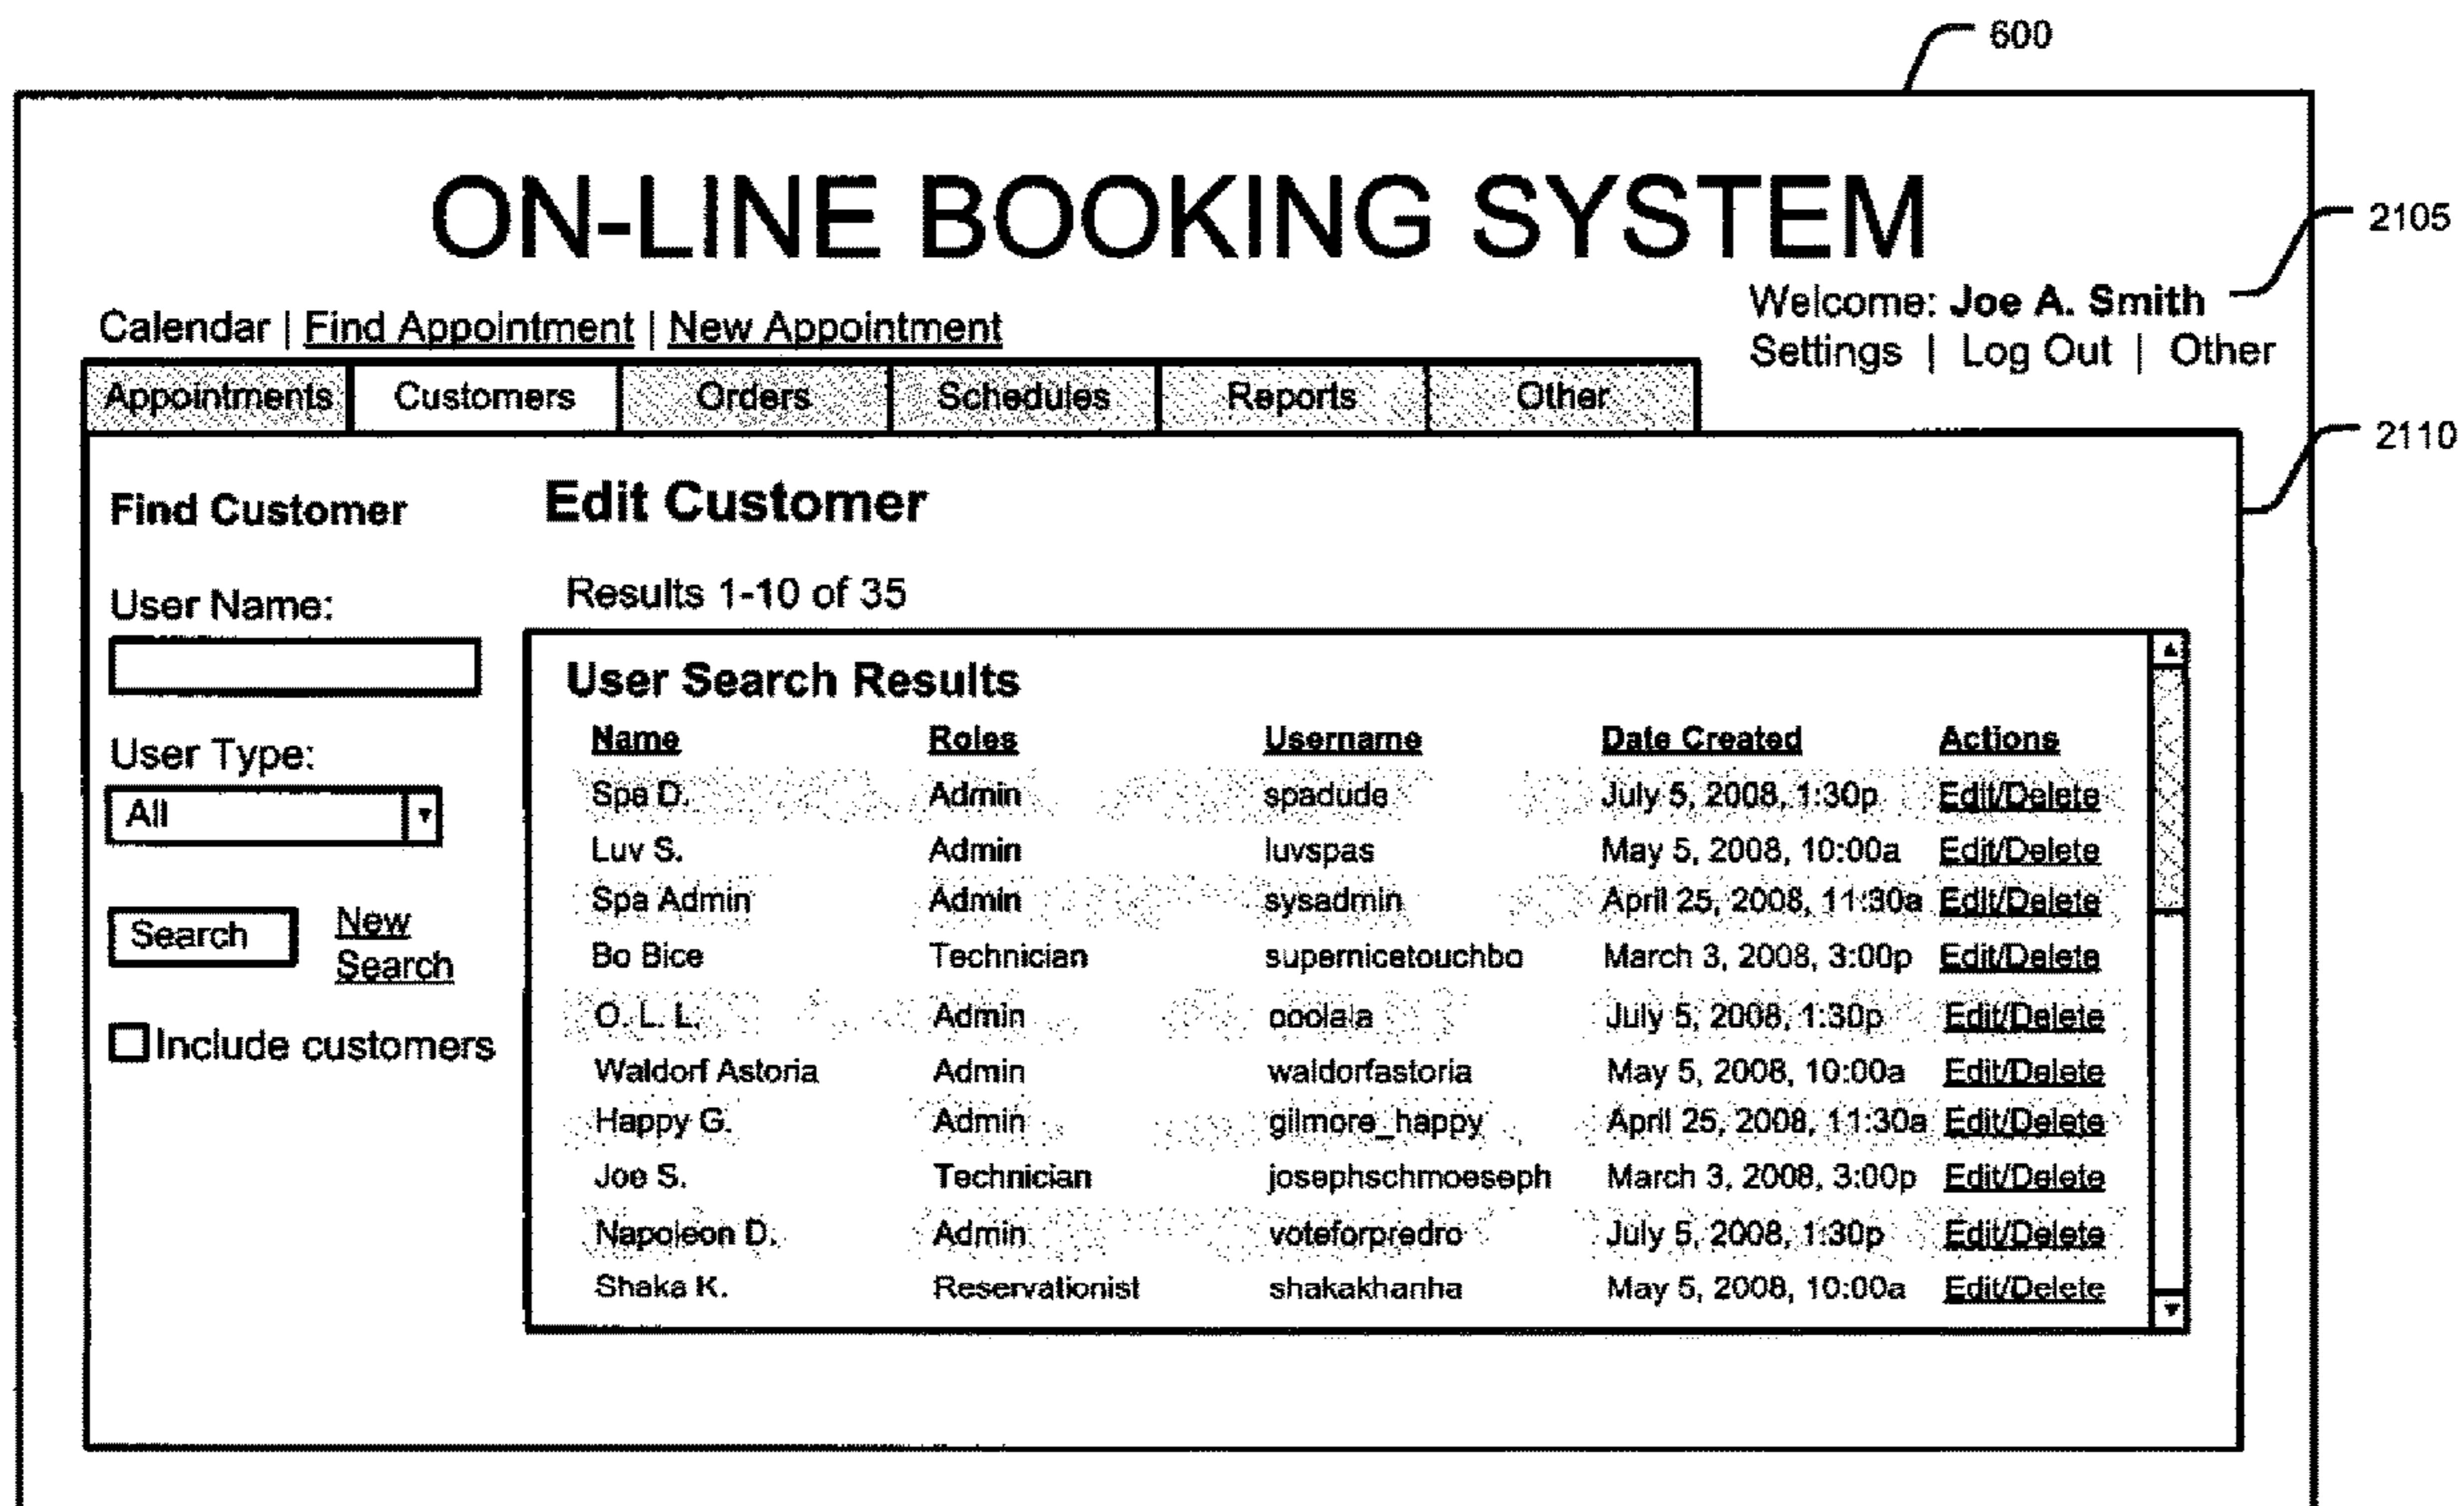 600
ON-LINE BOOKING SYSTEM
2105
Welcome: Joe A. Smith
Calendar | Find Appointment | New Appointment
Settings | Log Out | Other
Appointments Customers Orders Schedules Reports Other
2110
Find Customer
Edit Customer
User Name:
Results 1-10 of 35
User Search Results
User Type:
All
Search
New
Search
Include customers
Name Roles Username Date Created Actions
Spa D. Admin spadude July 5, 2008, 1:30p Edit/Delete
Luv S. Admin luvspas May 5, 2008, 10:00a Edit/Delete
Spa Admin Admin sysadmin April 25, 2008, 11:30a Edit/Delete
Bo Bice Technician supernicetouchbo March 3, 2008, 3:00p Edit/Delete
O. L. L. Admin ooolala July 5, 2008, 1:30p Edit/Delete
Waldorf Astoria Admin waldorfastoria May 5, 2008, 10:00a Edit/Delete
Happy G. Admin gilmore_happy April 25, 2008, 11:30a Edit/Delete
Joe S. Technician josephschmoeseph March 3, 2008, 3:00p Edit/Delete
Napoleon D. Admin voteforpredro July 5, 2008, 1:30p Edit/Delete
Shaka K. Reservationist shakakhanha May 5, 2008, 10:00a Edit/Delete